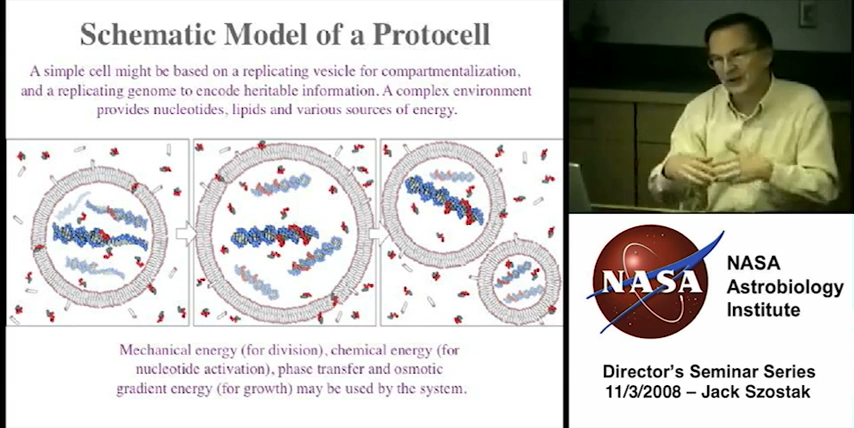 Schematic Model of a Protocell
A simple cell might be based on a replicating vesicle for compartmentalization,
and a replicating genome to encode heritable information. A complex environment
provides nucleotides, lipids and various sources of energy.
Mechanical energy (for division), chemical energy (for
nucleotide activation), phase transfer and osmotic
gradient energy (for growth) may be used by the system.
NASA
NASA
Astrobiology
Institute
Director's Seminar Series
11/3/2008 – Jack Szostak